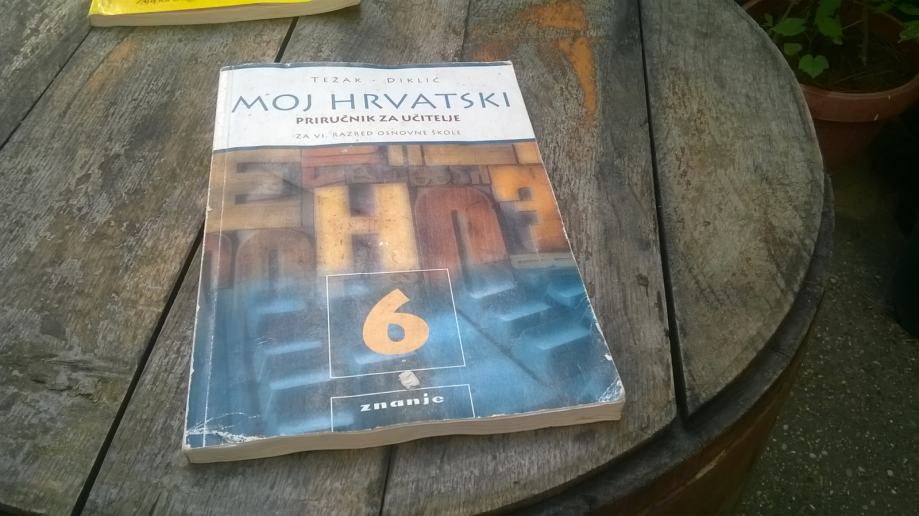 TEŽAK - DIKLIĆ
MOJ HRVATSKI
PRIRUČNIK ZA UČITELJE
ZA VI. RAZRED OSNOVNE ŠKOLE
6
znanje